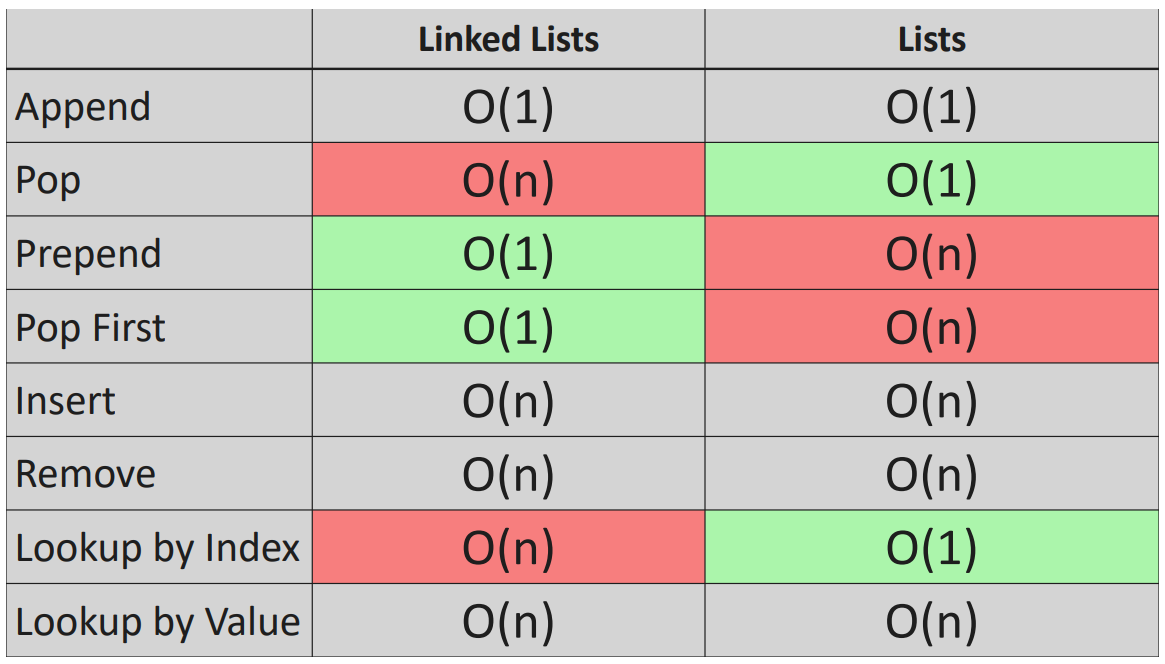 Linked Lists Lists
Append O(1) O(1)
Pop O(n) O(1)
Prepend O(1) O(n)
Pop First O(1) O(n)
Insert O(n) O(n)
Remove O(n) O(n)
Lookup by Index O(n) O(1)
Lookup by Value O(n) O(n)